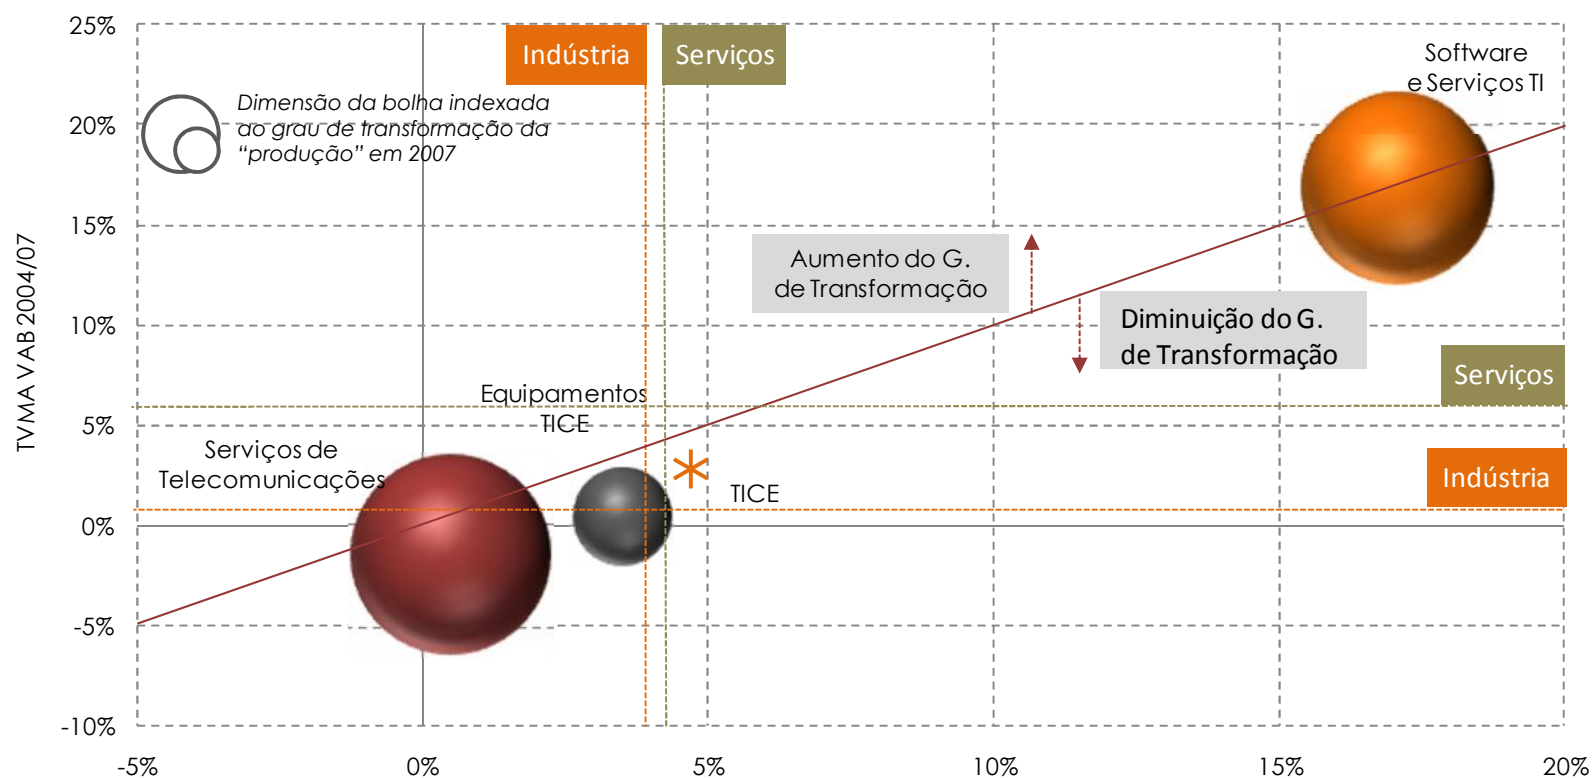 25%
Indústria
Serviços
Software
e Serviços TI
Dimensão da bolha indexada
ao grau de transformação da
“produção” em 2007
20%
TVMA VAB 2004/07
15%
Aumento do G.
de Transformação
10%
Diminuição do G.
de Transformação
Serviços
Equipamentos
TICE
5%
Serviços de
Telecomunicações
Indústria
TICE
0%
-5%
-10%
-5%
0%
5%
10%
15%
20%